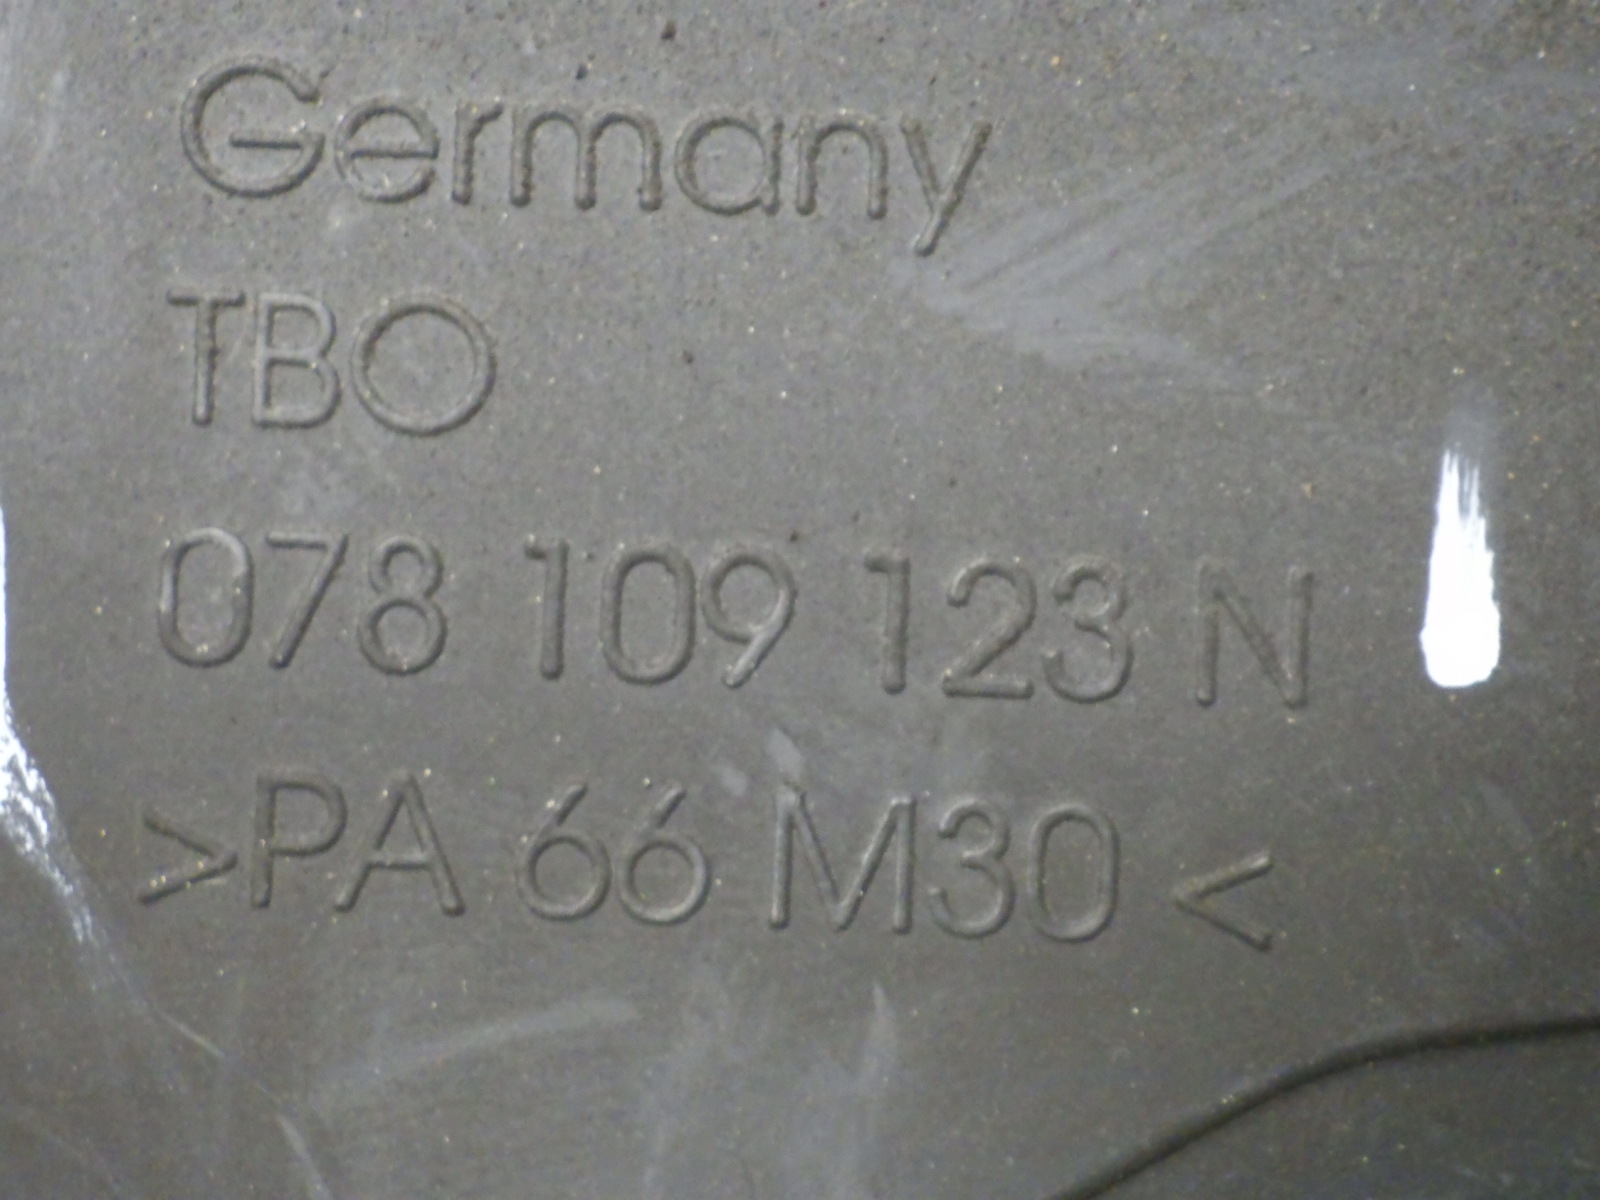 Germany
TBO
078 109 123 N
>PA 66 M30<